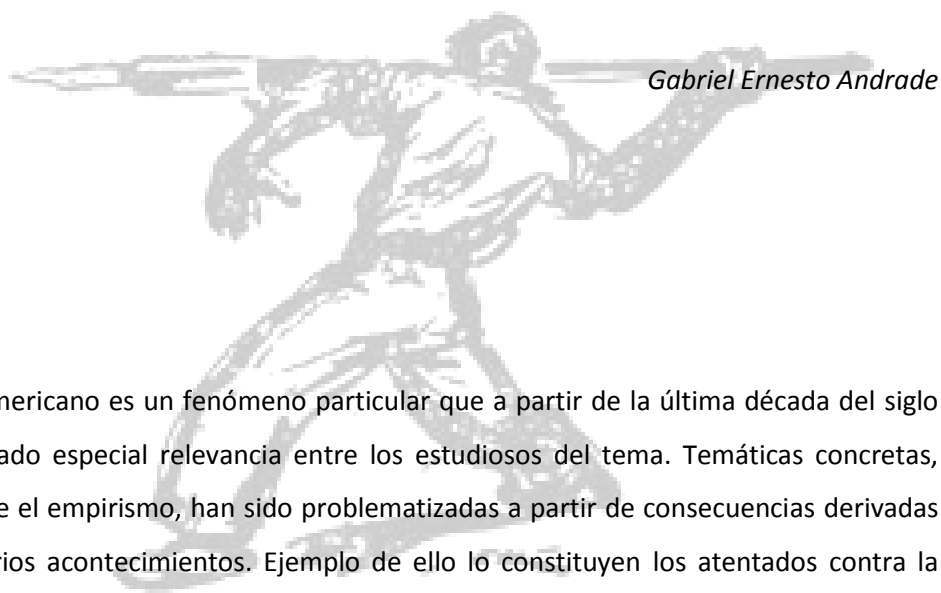 Gabriel Ernesto Andrade
mericano es un fenómeno particular que a partir de la última década del siglo
ado especial relevancia entre los estudiosos del tema. Temáticas concretas,
e el empirismo, han sido problematizadas a partir de consecuencias derivadas
rios acontecimientos. Ejemplo de ello lo constituyen los atentados contra la